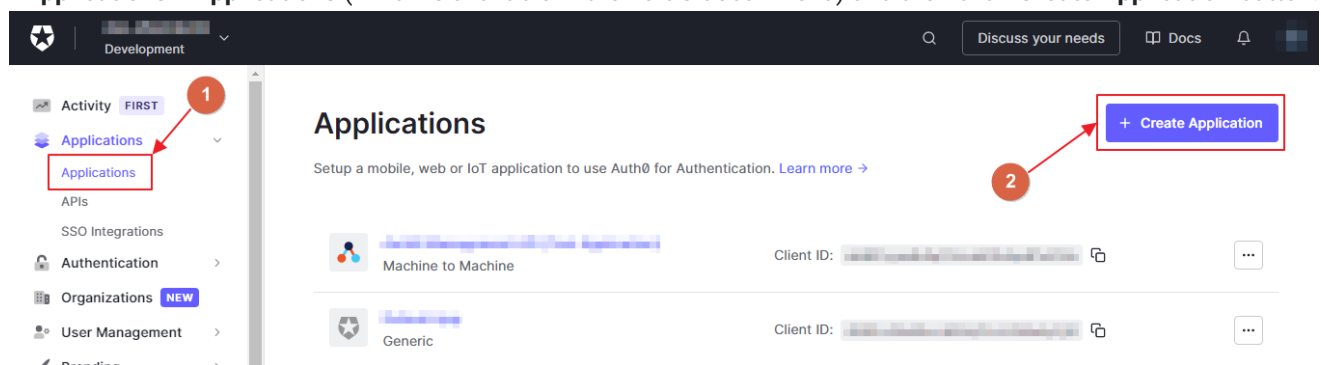 Development
Discuss your needs
Docs
Activity FIRST
1
Applications
Applications
APIs
SSO Integrations
Authentication
Organizations NEW
User Management
Applications
+ Create Application
Setup a mobile, web or IoT application to use Auth0 for Authentication. Learn more →
2
Machine to Machine
Client ID:
Generic
Client ID: